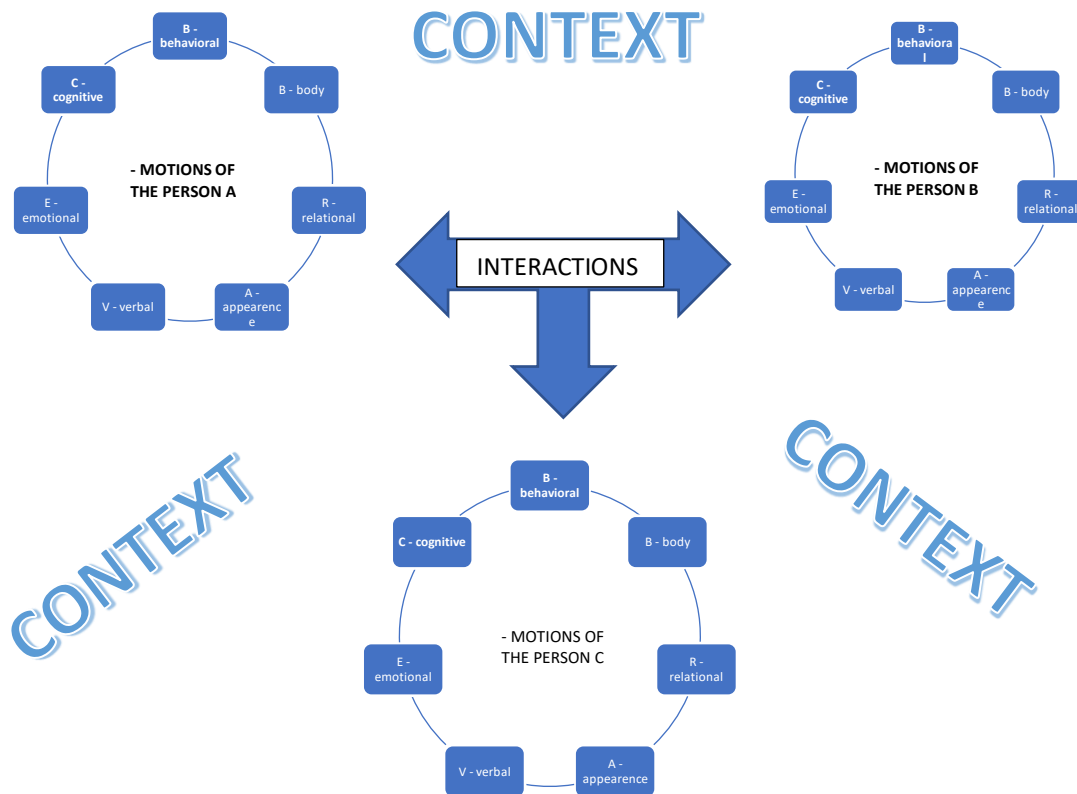 CONTEXT
B -
behavioral
B - body
R -
relational
A -
appearenc
e
V - verbal
E -
emotional
C -
cognitive
- MOTIONS OF
THE PERSON A
B -
behaviora
l
B - body
R -
relational
A -
appearenc
e
V - verbal
E -
emotional
C -
cognitive
- MOTIONS OF
THE PERSON B
INTERACTIONS
CONTEXT
CONTEXT
B -
behavioral
B - body
R -
relational
A -
appearence
V - verbal
E -
emotional
C - cognitive
- MOTIONS OF
THE PERSON C